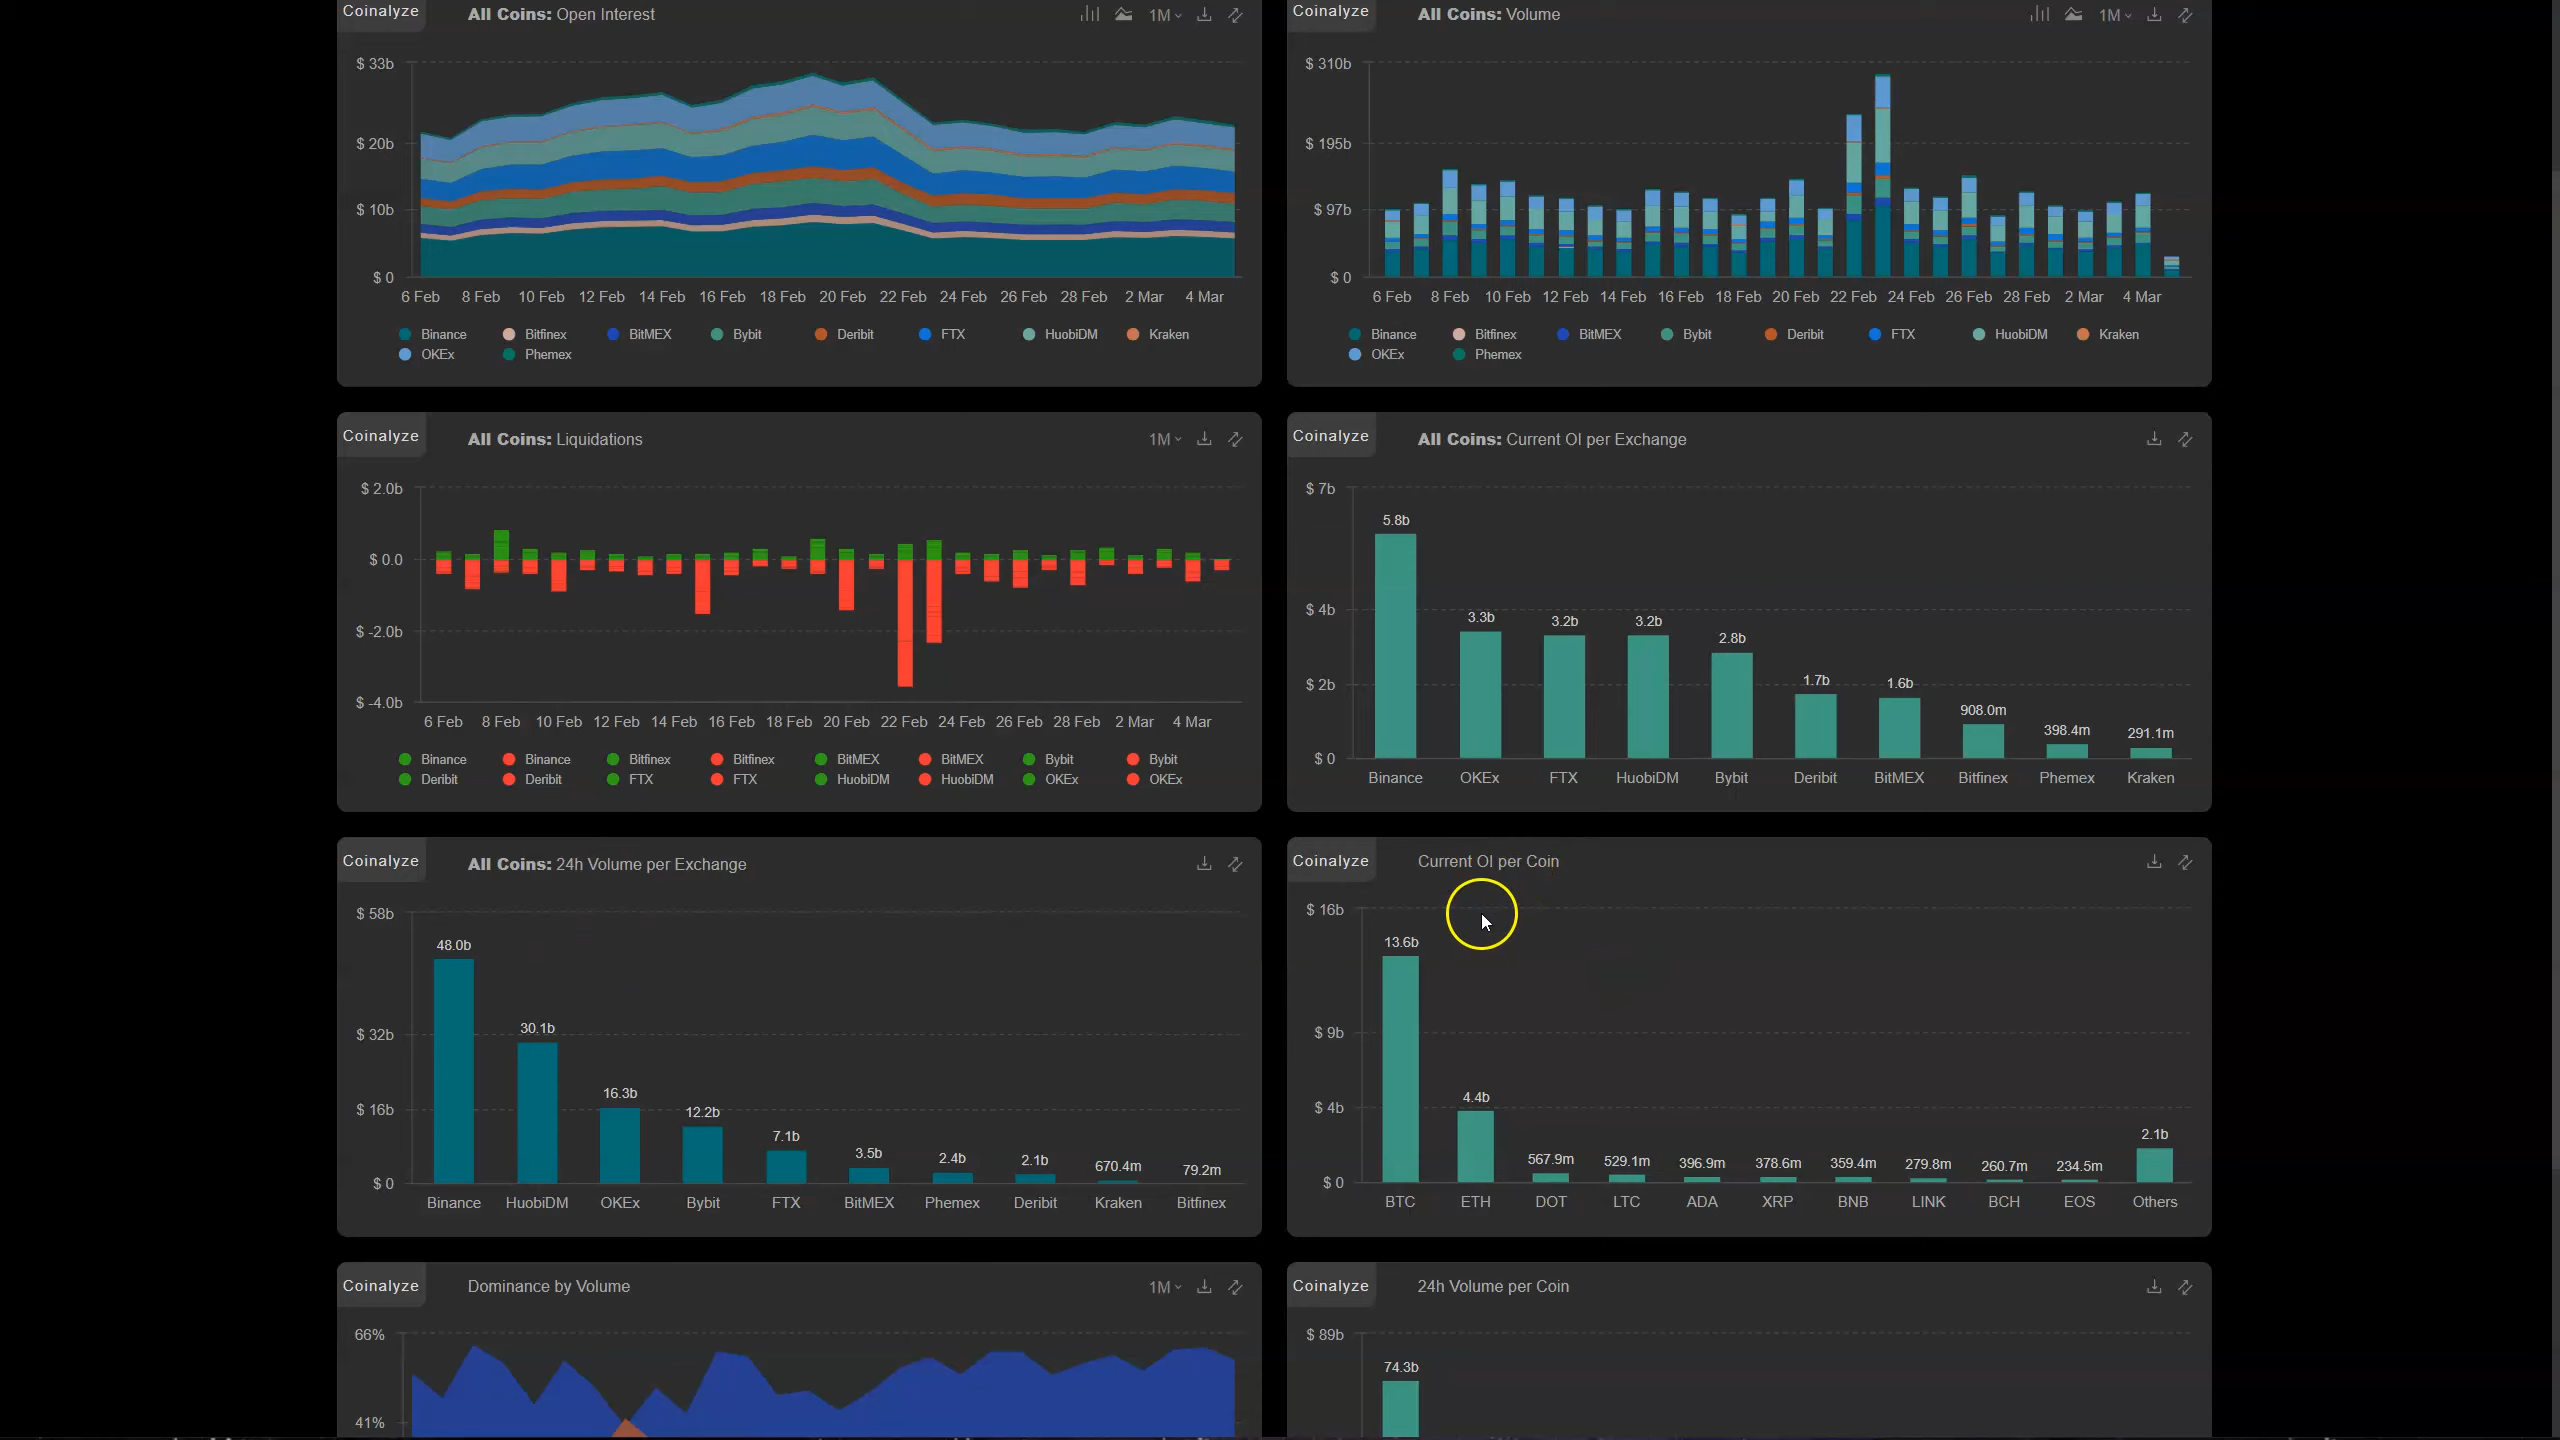 Coinalyze
All Coins: Open Interest
1M
$ 33b
$ 20b
$ 10b
$ 0
6 Feb 8 Feb 10 Feb 12 Feb 14 Feb 16 Feb 18 Feb 20 Feb 22 Feb 24 Feb 26 Feb 28 Feb 2 Mar 4 Mar
Binance Bitfinex BitMEX Bybit Deribit FTX HuobiDM Kraken
OKEx Phemex
Coinalyze
All Coins: Volume
1M
$ 310b
$ 195b
$ 97b
$ 0
6 Feb 8 Feb 10 Feb 12 Feb 14 Feb 16 Feb 18 Feb 20 Feb 22 Feb 24 Feb 26 Feb 28 Feb 2 Mar 4 Mar
Binance Bitfinex BitMEX Bybit Deribit FTX HuobiDM Kraken
OKEx Phemex
Coinalyze
All Coins: Liquidations
1M
$ 2.0b
$ 0.0
$ -2.0b
$ -4.0b
6 Feb 8 Feb 10 Feb 12 Feb 14 Feb 16 Feb 18 Feb 20 Feb 22 Feb 24 Feb 26 Feb 28 Feb 2 Mar 4 Mar
Binance Binance Bitfinex Bitfinex BitMEX BitMEX Bybit Bybit
Deribit Deribit FTX FTX HuobiDM HuobiDM OKEx OKEx
Coinalyze
All Coins: Current OI per Exchange
$ 7b
$ 4b
$ 2b
$ 0
5.8b 3.3b 3.2b 3.2b 2.8b 1.7b 1.6b 908.0m 398.4m 291.1m
Binance OKEx FTX HuobiDM Bybit Deribit BitMEX Bitfinex Phemex Kraken
Coinalyze
All Coins: 24h Volume per Exchange
$ 58b
$ 32b
$ 16b
$ 0
48.0b 30.1b 16.3b 12.2b 7.1b 3.5b 2.4b 2.1b 670.4m 79.2m
Binance HuobiDM OKEx Bybit FTX BitMEX Phemex Deribit Kraken Bitfinex
Coinalyze
Current OI per Coin
$ 16b
$ 9b
$ 4b
$ 0
13.6b 4.4b 567.9m 529.1m 396.9m 378.6m 359.4m 279.8m 260.7m 234.5m 2.1b
BTC ETH DOT LTC ADA XRP BNB LINK BCH EOS Others
Coinalyze
Dominance by Volume
1M
66%
41%
Coinalyze
24h Volume per Coin
$ 89b
74.3b